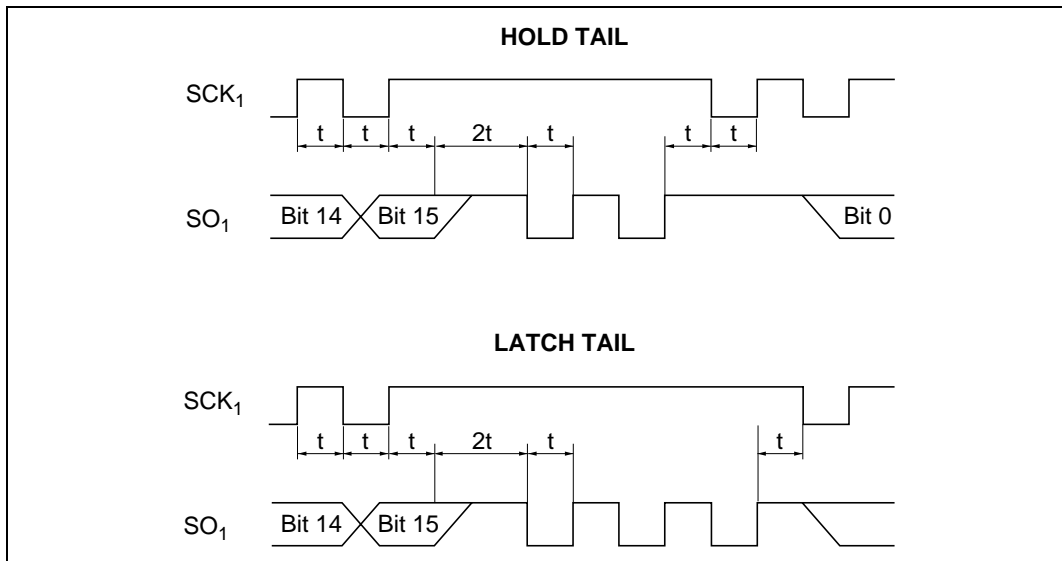 HOLD TAIL
SCK₁
t t t 2t t t t
SO₁ Bit 14 Bit 15 Bit 0
LATCH TAIL
SCK₁
t t t 2t t t
SO₁ Bit 14 Bit 15